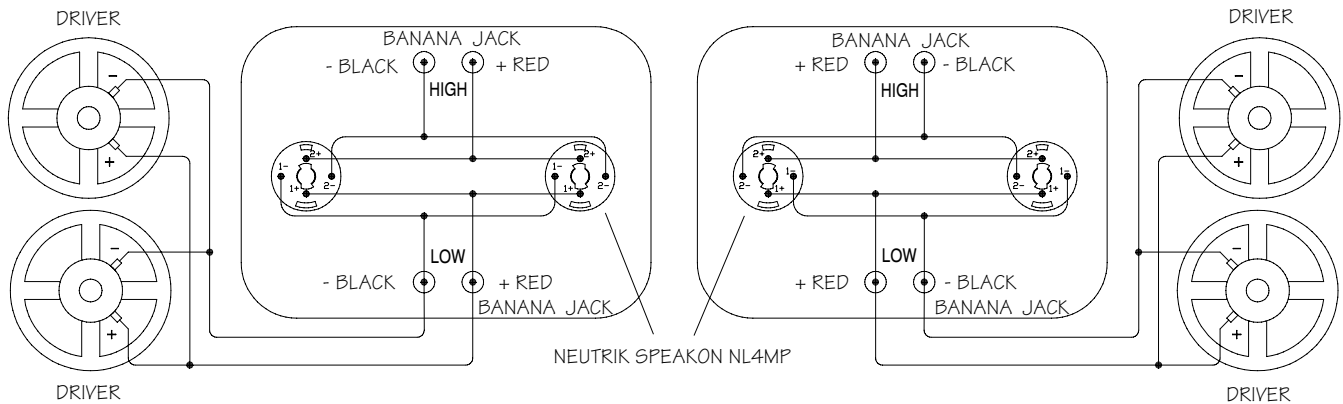 DRIVER
BANANA JACK
- BLACK
+ RED
HIGH
-
+
1-
2+
1+
2-
1-
2+
1+
2-
LOW
- BLACK
+ RED
BANANA JACK
-
+
DRIVER
NEUTRIK SPEAKON NL4MP
DRIVER
BANANA JACK
+ RED
- BLACK
HIGH
-
+
2+
2-
1+
1-
2+
2-
1+
1-
LOW
+ RED
- BLACK
BANANA JACK
-
+
DRIVER